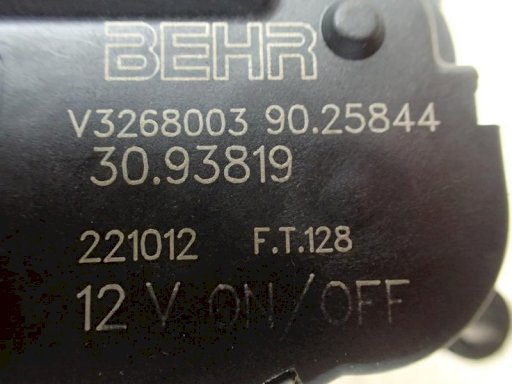 BEHR
V3268003 90.25844
30.93819
221012 F.T.128
12 V ON/OFF